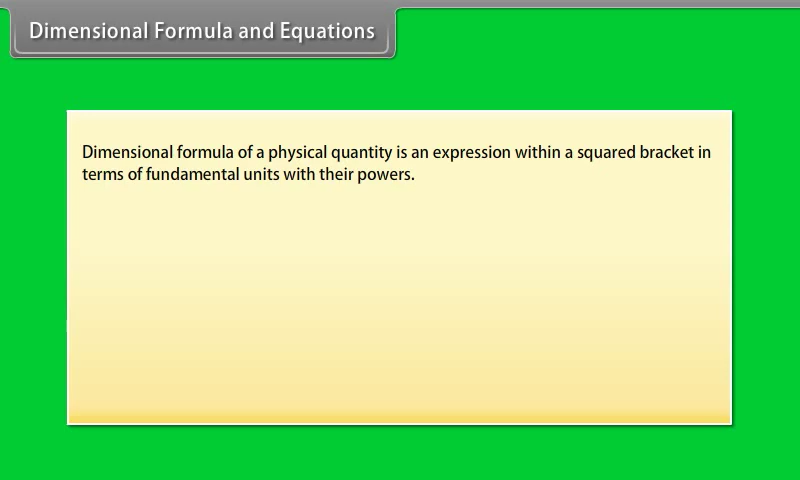 Dimensional Formula and Equations
Dimensional formula of a physical quantity is an expression within a squared bracket in
terms of fundamental units with their powers.